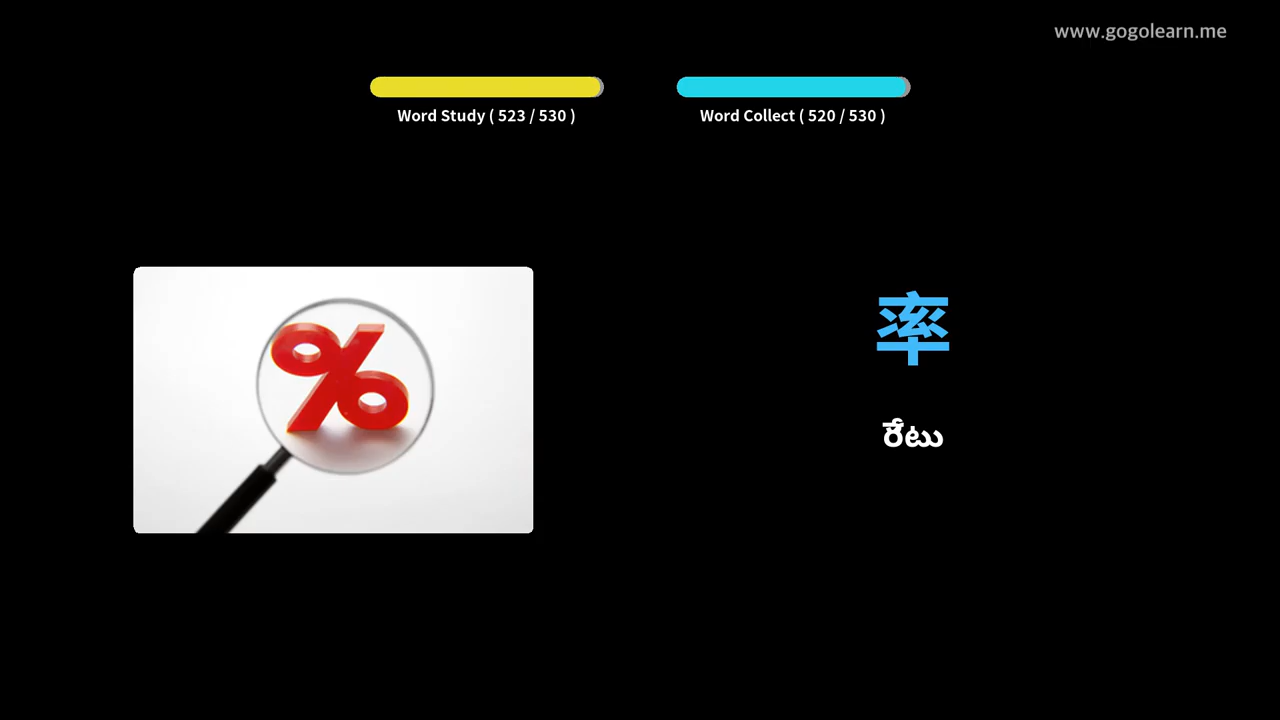 www.gogolearn.me
Word Study ( 523 / 530 )
Word Collect ( 520 / 530 )
%
率
రేటు